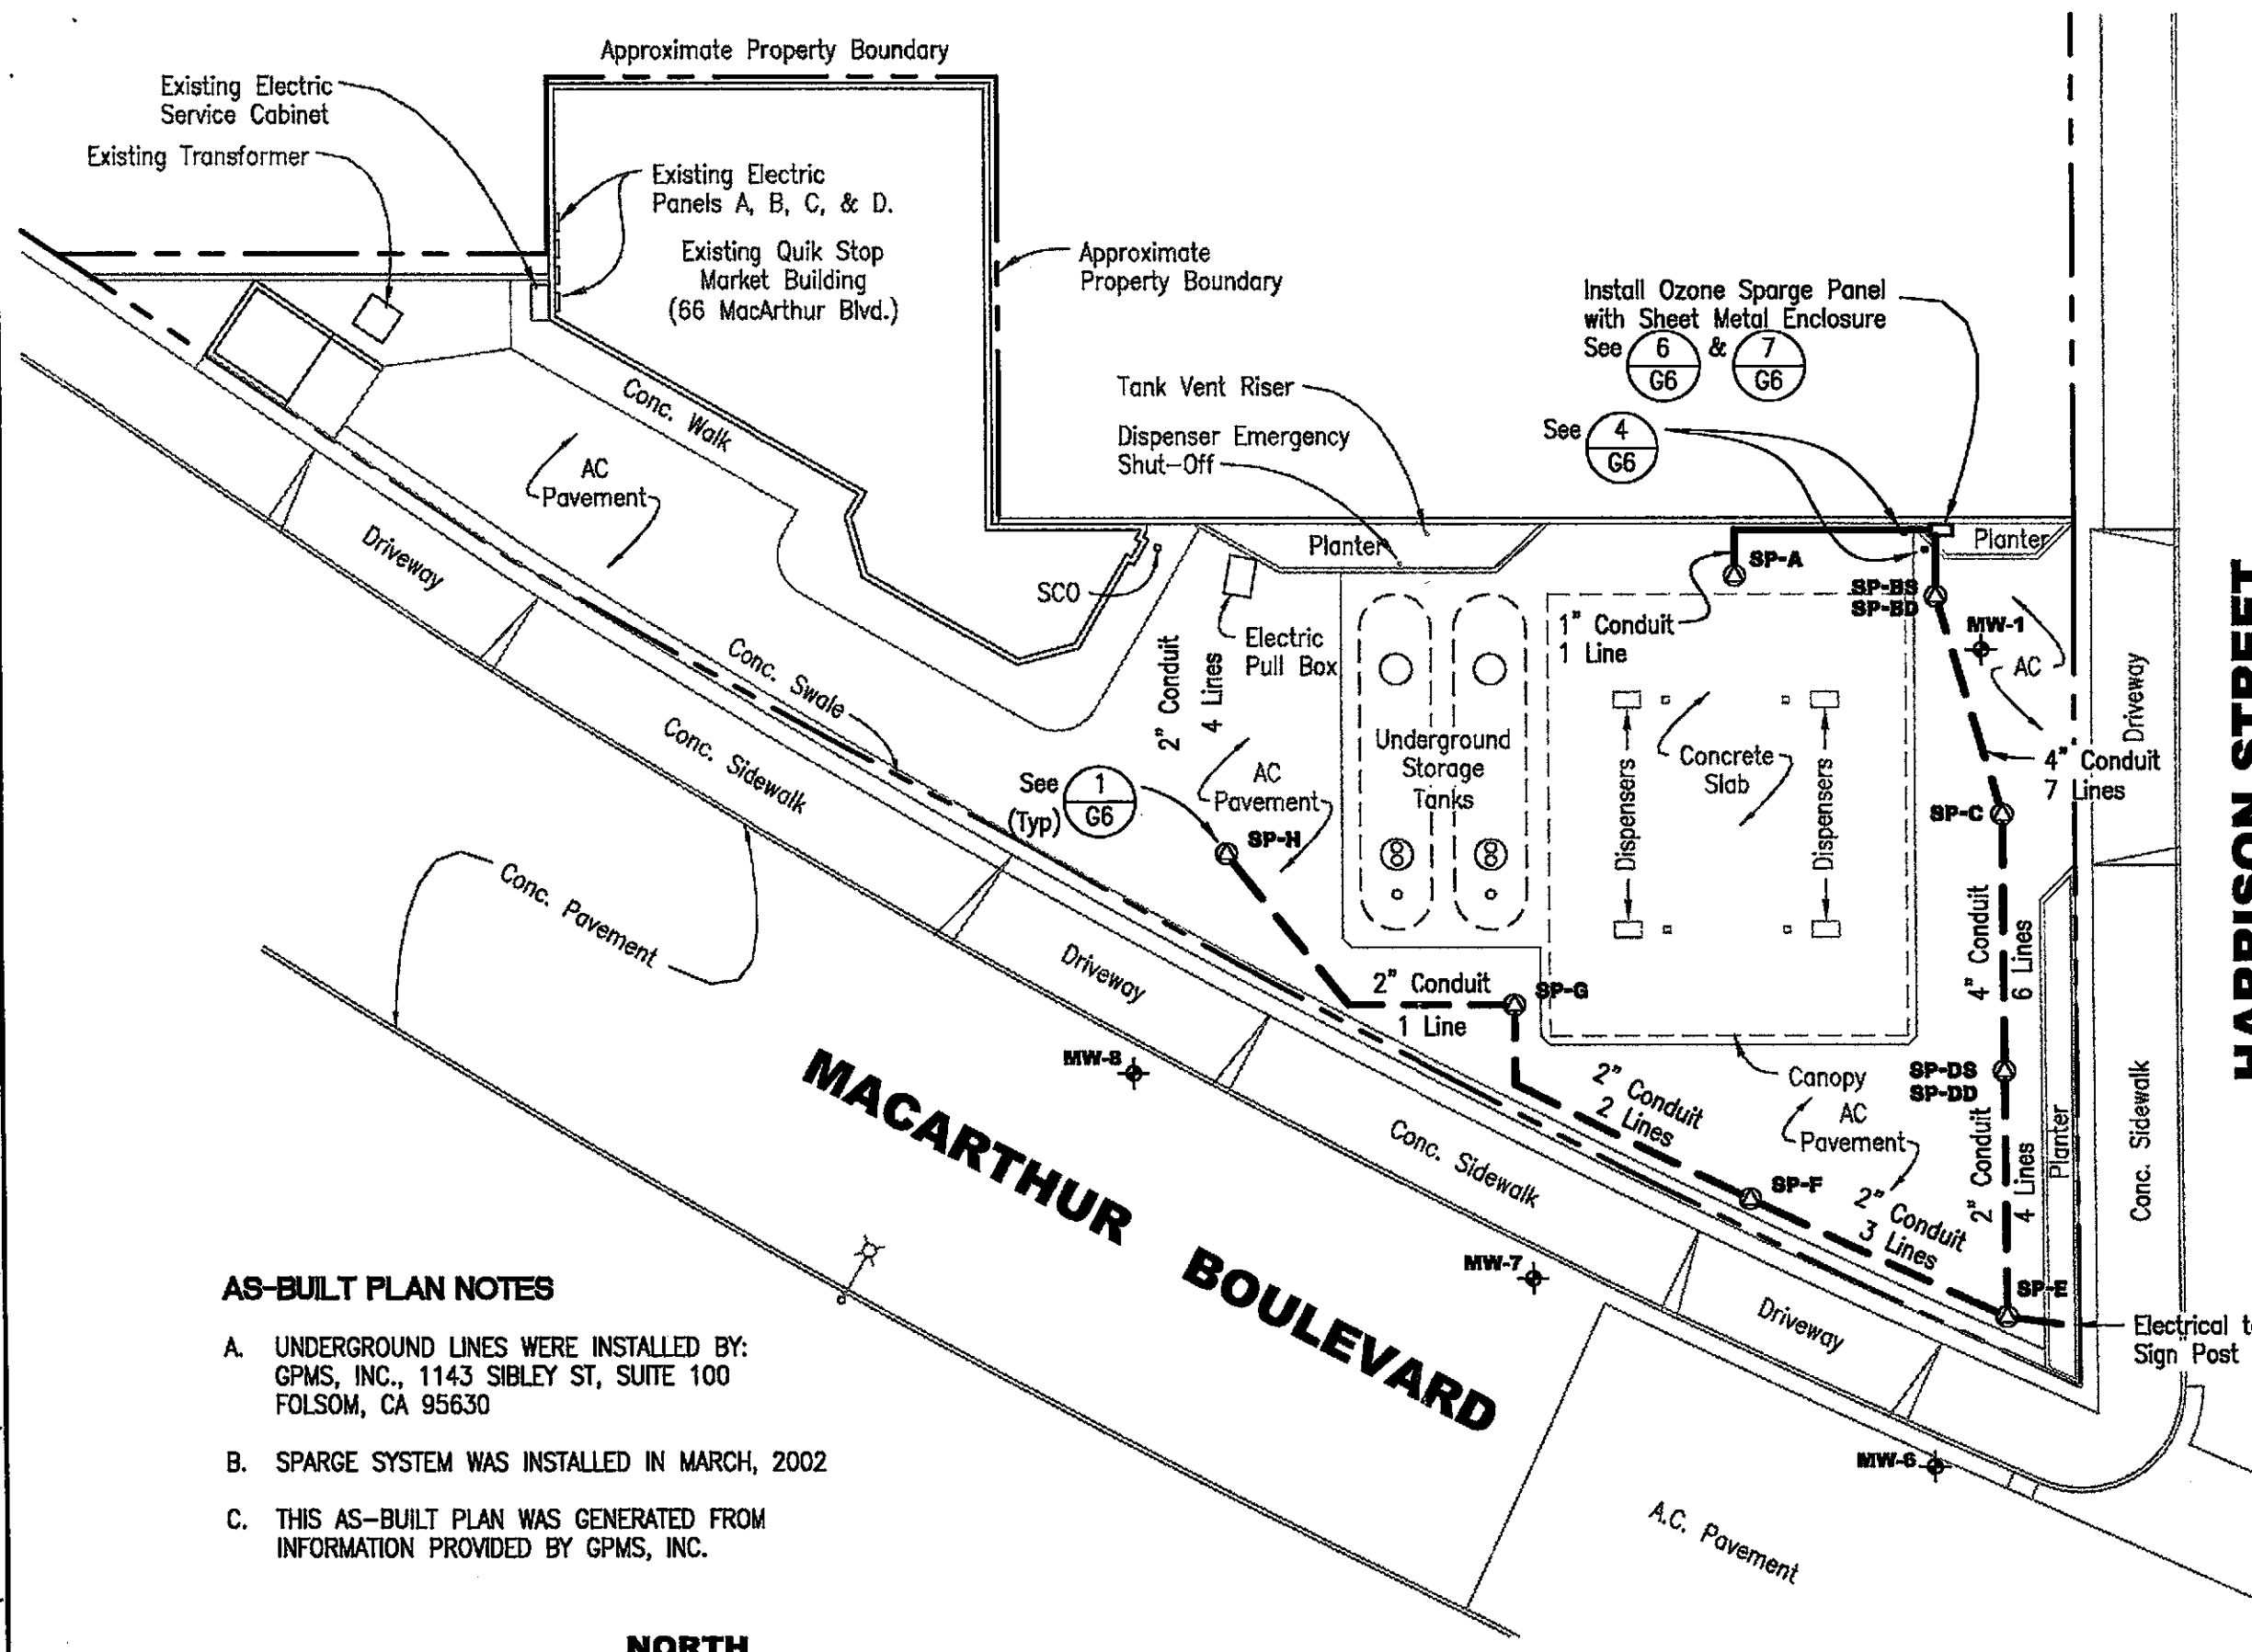 Approximate Property Boundary
Existing Electric
Service Cabinet
Existing Transformer
Existing Electric
Panels A, B, C, & D.
Existing Quik Stop
Market Building
(66 MacArthur Blvd.)
Approximate
Property Boundary
Install Ozone Sparge Panel
with Sheet Metal Enclosure
See 6 & 7
G6 G6
Tank Vent Riser
Dispenser Emergency
Shut-Off
See 4
G6
Conc. Walk
AC
Pavement
Driveway
Planter
Planter
SP-A
SCO
SP-BS
SP-BD
1" Conduit
1 Line
MW-1
AC
Electric
Pull Box
2" Conduit
4 Lines
Conc. Swale
Conc. Sidewalk
Underground
Storage
Tanks
Dispensers
Concrete
Slab
Dispensers
Driveway
4" Conduit
7 Lines
HARRISON STREET
See 1
(Typ) G6
AC
Pavement
SP-H
SP-C
Conc. Pavement
Driveway
2" Conduit
1 Line
SP-G
4" Conduit
6 Lines
MW-8
MACARTHUR BOULEVARD
2" Conduit
2 Lines
Canopy
AC
Pavement
SP-DS
SP-DD
2" Conduit
4 Lines
Planter
Conc. Sidewalk
Conc. Sidewalk
SP-F
2" Conduit
3 Lines
MW-7
SP-E
Driveway
Electrical t
Sign Post
MW-6
A.C. Pavement
AS-BUILT PLAN NOTES
A. UNDERGROUND LINES WERE INSTALLED BY:
GPMS, INC., 1143 SIBLEY ST, SUITE 100
FOLSOM, CA 95630
B. SPARGE SYSTEM WAS INSTALLED IN MARCH, 2002
C. THIS AS-BUILT PLAN WAS GENERATED FROM
INFORMATION PROVIDED BY GPMS, INC.
NORTH